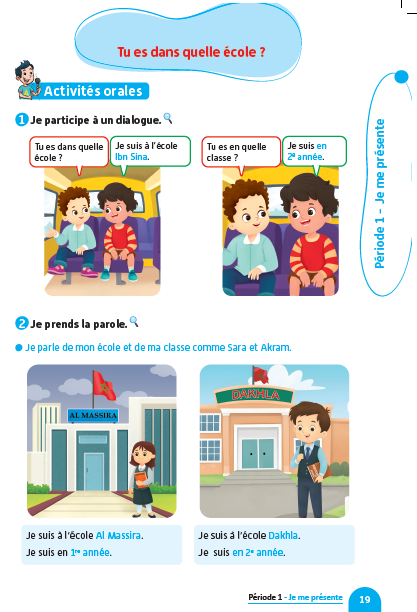 Tu es dans quelle école ?
Activités orales
1 Je participe à un dialogue.
Tu es dans quelle
école ?
Je suis à l'école
Ibn Sina.
Tu es en quelle
classe ?
Je suis en
2e année.
Période 1 - Je me présente
2 Je prends la parole.
Je parle de mon école et de ma classe comme Sara et Akram.
AL MASSIRA
DAKHLA
Je suis à l'école Al Massira.
Je suis en 1re année.
Je suis à l'école Dakhla.
Je suis en 2e année.
Période 1 - Je me présente
19